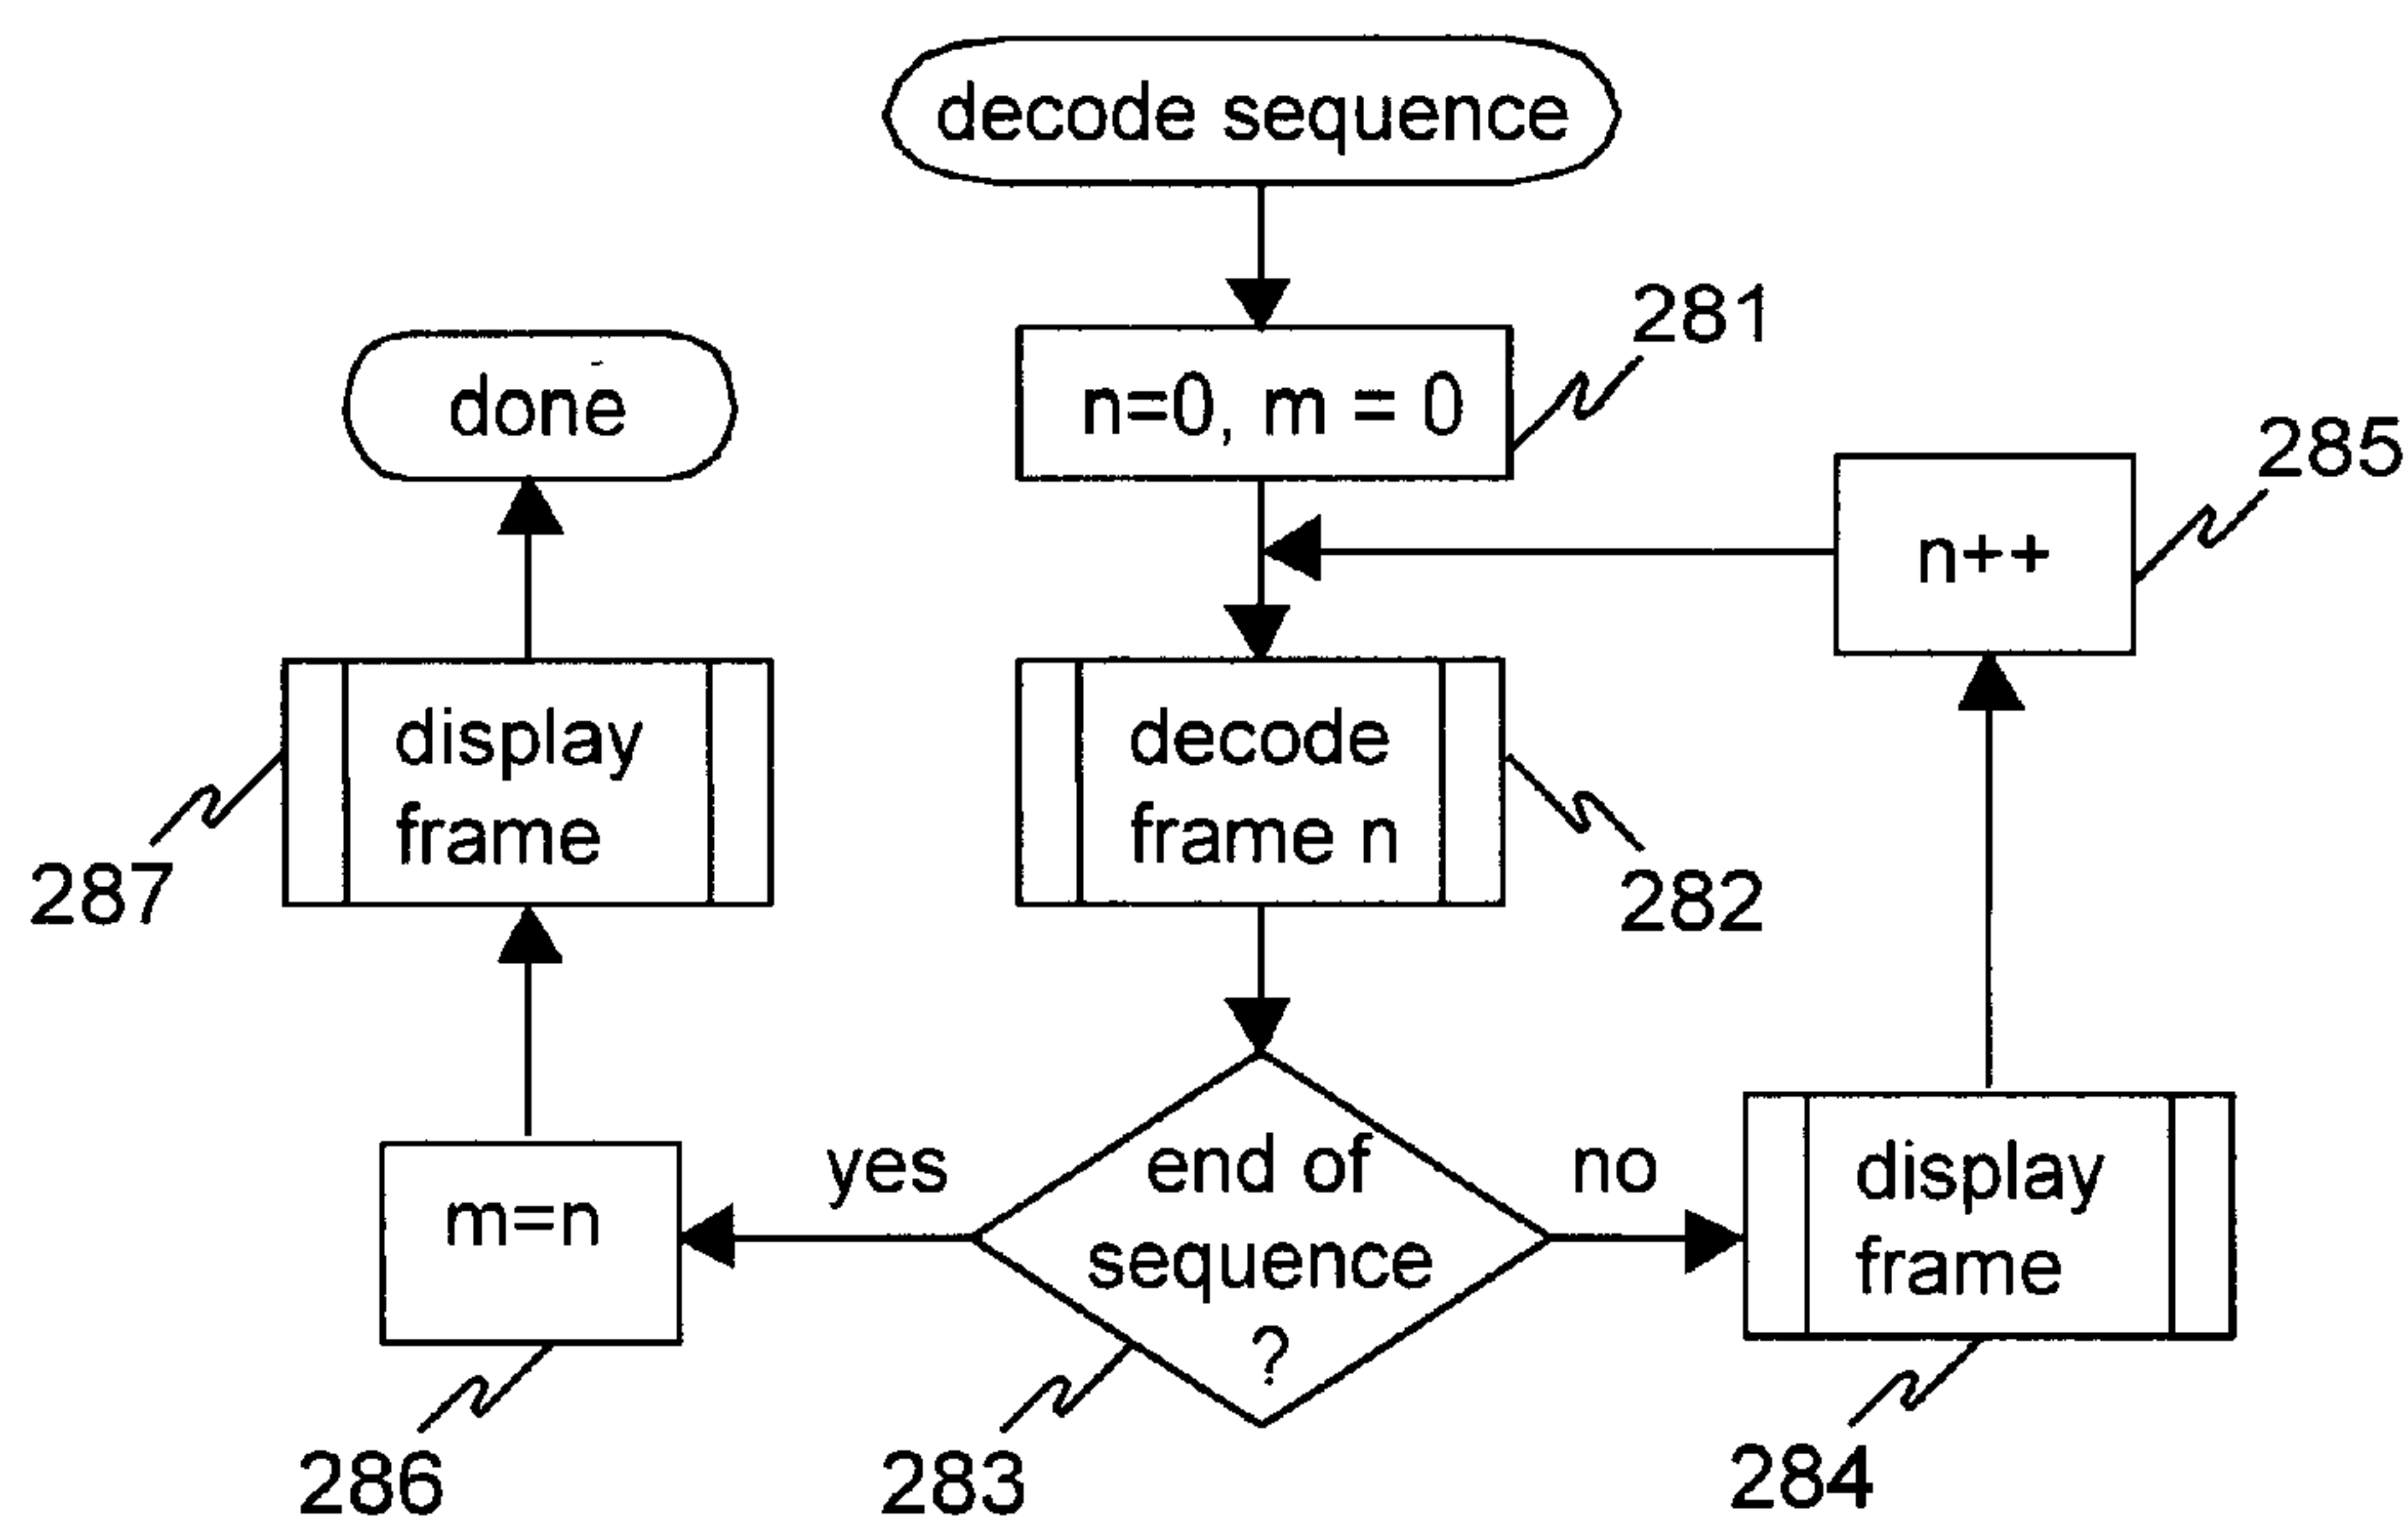 decode sequence
281
n=0, m = 0
done
285
n++
display
frame
decode
frame n
287
282
yes
end of
sequence
?
no
display
frame
m=n
286
283
284